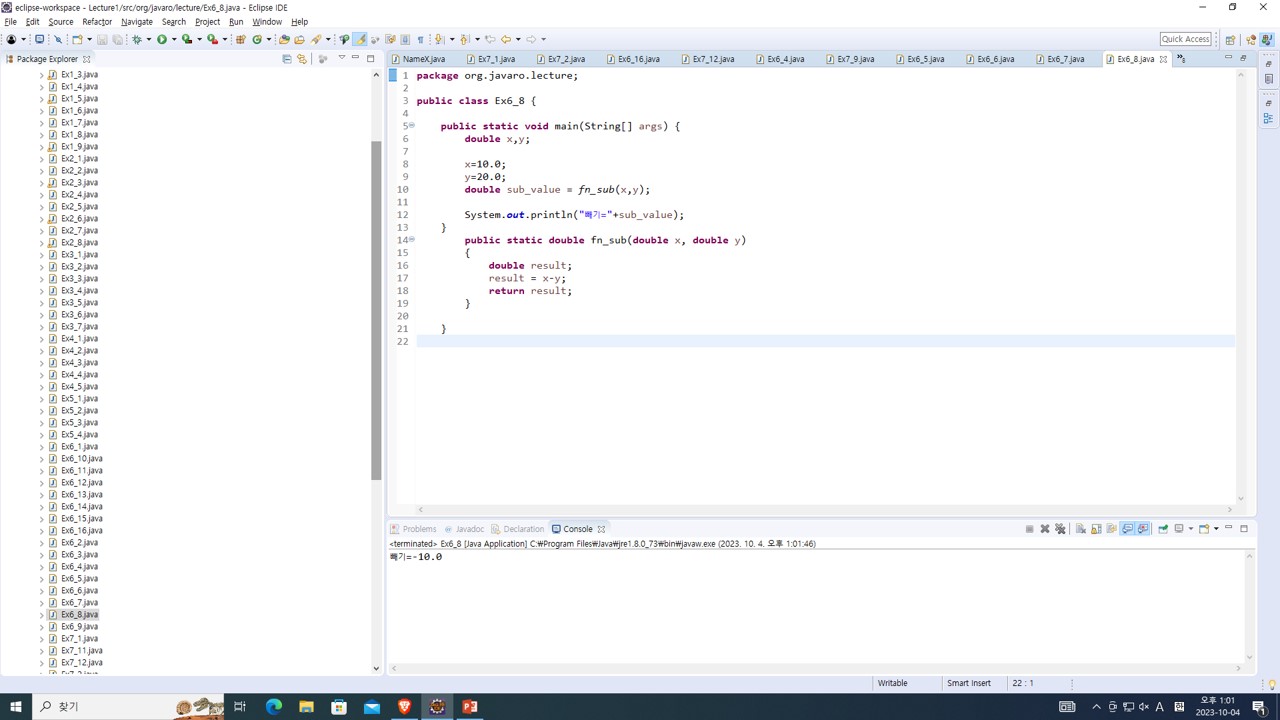 eclipse-workspace - Lecture1/src/org/javaro/lecture/Ex6_8.java - Eclipse IDE
File Edit Source Refactor Navigate Search Project Run Window Help
Quick Access
Package Explorer
Ex1_3.java
Ex1_4.java
Ex1_5.java
Ex1_6.java
Ex1_7.java
Ex1_8.java
Ex1_9.java
Ex2_1.java
Ex2_2.java
Ex2_3.java
Ex2_4.java
Ex2_5.java
Ex2_6.java
Ex2_7.java
Ex2_8.java
Ex3_1.java
Ex3_2.java
Ex3_3.java
Ex3_4.java
Ex3_5.java
Ex3_6.java
Ex3_7.java
Ex4_1.java
Ex4_2.java
Ex4_3.java
Ex4_4.java
Ex4_5.java
Ex5_1.java
Ex5_2.java
Ex5_3.java
Ex5_4.java
Ex6_1.java
Ex6_10.java
Ex6_11.java
Ex6_12.java
Ex6_13.java
Ex6_14.java
Ex6_15.java
Ex6_16.java
Ex6_2.java
Ex6_3.java
Ex6_4.java
Ex6_5.java
Ex6_6.java
Ex6_7.java
Ex6_8.java
Ex6_9.java
Ex7_1.java
Ex7_11.java
Ex7_12.java
NameX.java Ex7_1.java Ex7_2.java Ex6_16.java Ex7_12.java Ex6_4.java Ex7_9.java Ex6_5.java Ex6_6.java Ex6_7.java Ex6_8.java
1 package org.javaro.lecture;
2
3 public class Ex6_8 {
4
5 public static void main(String[] args) {
6 double x,y;
7
8 x=10.0;
9 y=20.0;
10 double sub_value = fn_sub(x,y);
11
12 System.out.println("빼기="+sub_value);
13 }
14 public static double fn_sub(double x, double y)
15 {
16 double result;
17 result = x-y;
18 return result;
19 }
20
21 }
22
Problems Javadoc Declaration Console
<terminated> Ex6_8 [Java Application] C:₩Program Files₩Java₩jre1.8.0_73₩bin₩javaw.exe (2023. 10. 4. 오후 1:01:46)
빼기=-10.0
Writable Smart Insert 22 : 1
찾기
A 한
오후 1:01
2023-10-04
1